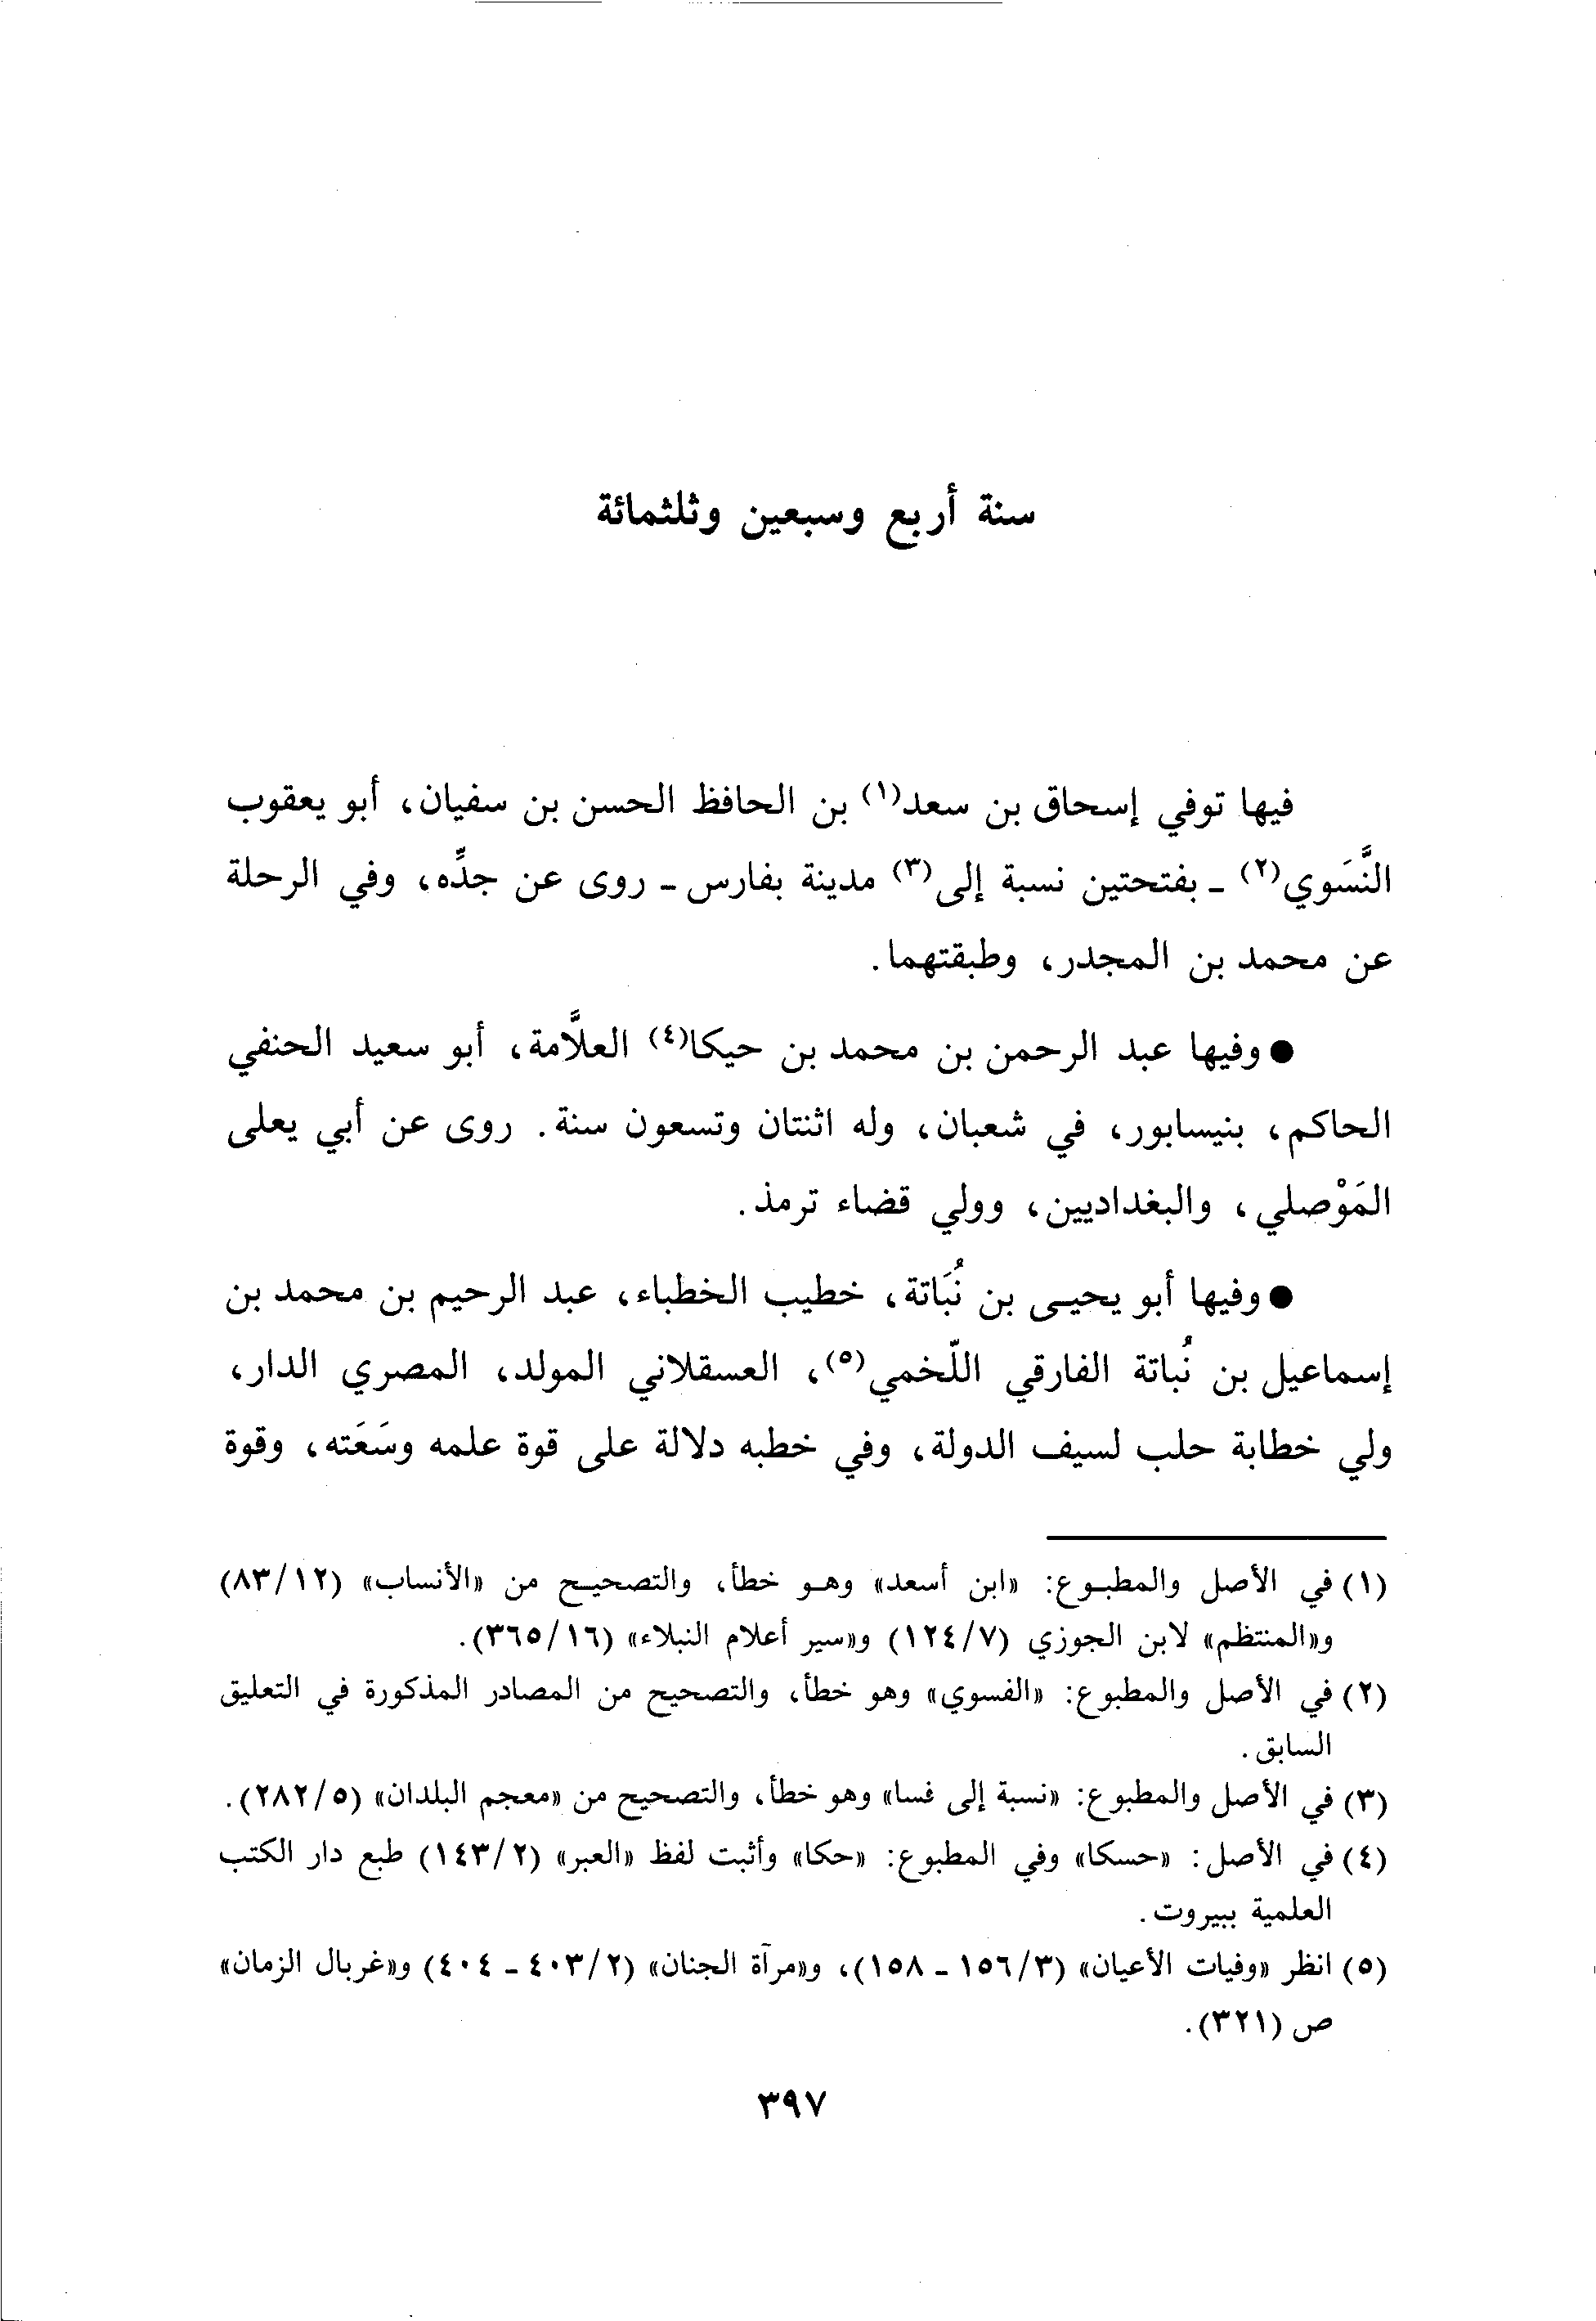 سنة أربع وسبعين وثلثمائة
فيها توفي إسحاق بن سعد(١) بن الحافظ الحسن بن سفيان، أبو يعقوب
النَّسَوي(٢) - بفتحتين نسبة إلى(٣) مدينة بفارس - روى عن جدِّه، وفي الرحلة
عن محمد بن المجدر، وطبقتهما.
● وفيها عبد الرحمن بن محمد بن حيكا(٤) العلاَّمة، أبو سعيد الحنفي
الحاكم، بنيسابور، في شعبان، وله اثنتان وتسعون سنة. روى عن أبي يعلى
المَوْصلي، والبغداديين، وولي قضاء ترمذ.
● وفيها أبو يحيى بن نُبَاتة، خطيب الخطباء، عبد الرحيم بن محمد بن
إسماعيل بن نُباتة الفارقي اللّخمي(٥)، العسقلاني المولد، المصري الدار،
ولي خطابة حلب لسيف الدولة، وفي خطبه دلالة على قوة علمه وسَعَته، وقوة
(١) في الأصل والمطبوع: «ابن أسعد» وهو خطأ، والتصحيح من «الأنساب» (١٢/٨٣)
و«المنتظم» لابن الجوزي (٧/١٢٤) و«سير أعلام النبلاء» (١٦/٣٦٥).
(٢) في الأصل والمطبوع: «الفسوي» وهو خطأ، والتصحيح من المصادر المذكورة في التعليق
السابق.
(٣) في الأصل والمطبوع: «نسبة إلى فسا» وهو خطأ، والتصحيح من «معجم البلدان» (٥/٢٨٢).
(٤) في الأصل: «حسكا» وفي المطبوع: «حكا» وأثبت لفظ «العبر» (٢/١٤٣) طبع دار الكتب
العلمية ببيروت.
(٥) انظر «وفيات الأعيان» (٣/١٥٦ - ١٥٨)، و«مرآة الجنان» (٢/٤٠٣ - ٤٠٤) و«غربال الزمان»
ص (٣٢١).
٣٩٧